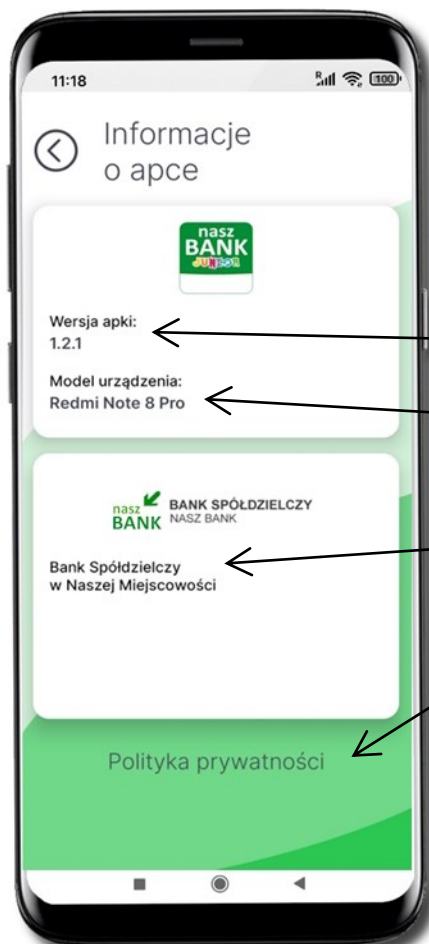 11:18
R
100
Informacje
o apce
nasz
BANK
JUNIOR
Wersja apki:
1.2.1
Model urządzenia:
Redmi Note 8 Pro
nasz
BANK
BANK SPÓŁDZIELCZY
NASZ BANK
Bank Spółdzielczy
w Naszej Miejscowości
Polityka prywatności